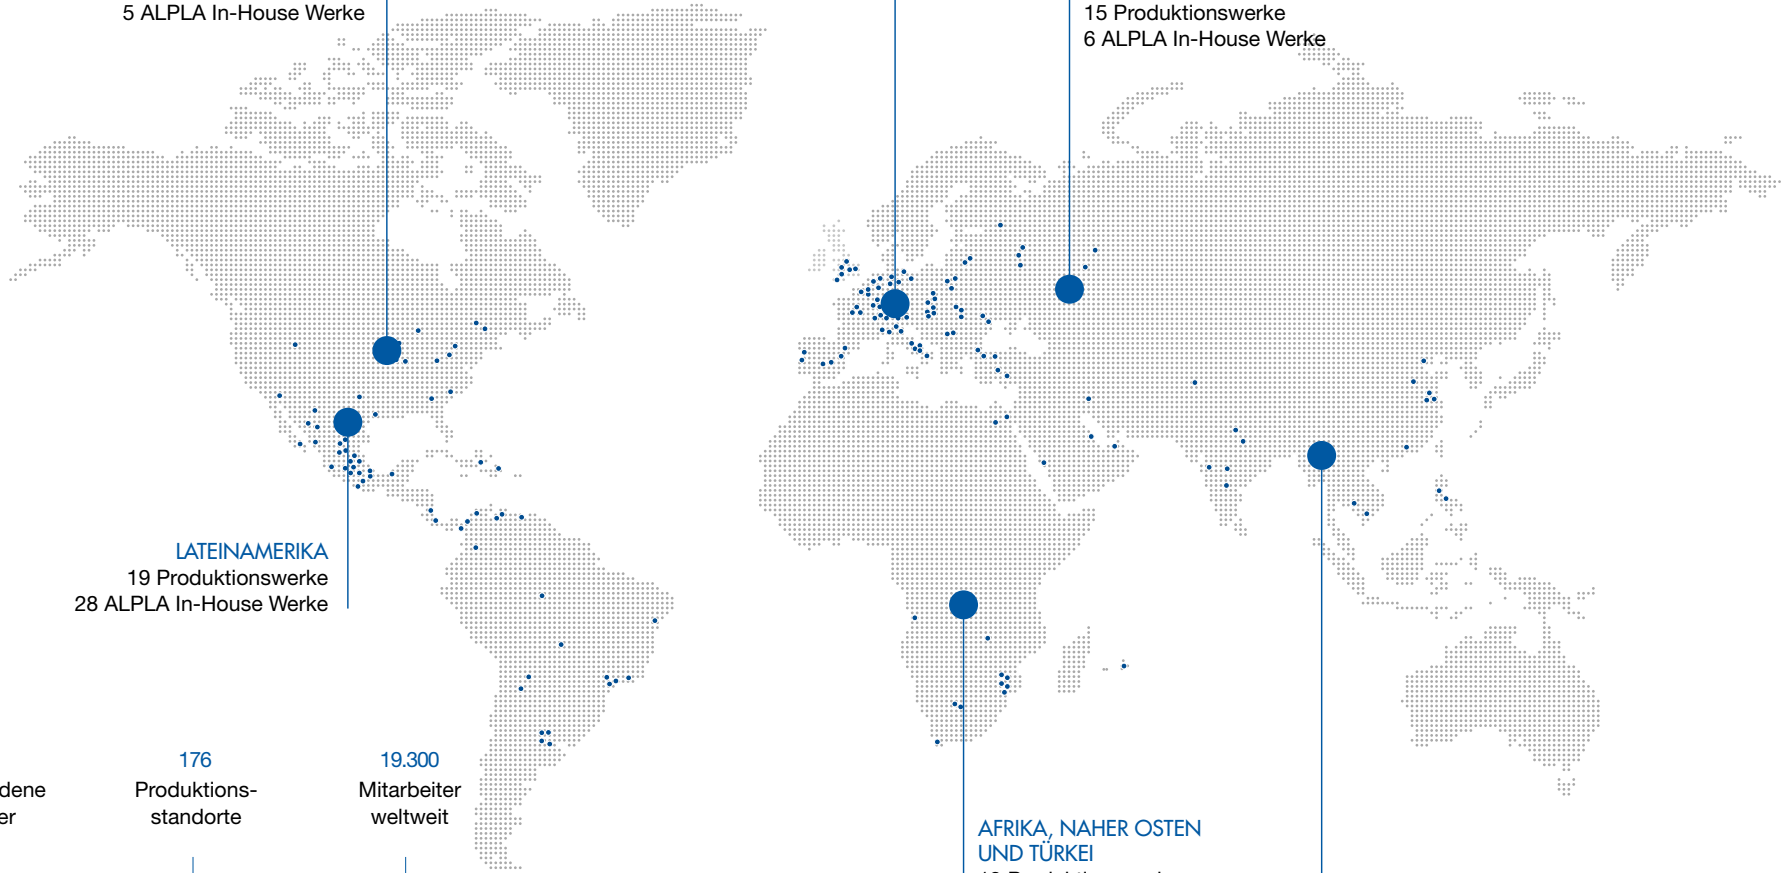 5 ALPLA In-House Werke
15 Produktionswerke
6 ALPLA In-House Werke
LATEINAMERIKA
19 Produktionswerke
28 ALPLA In-House Werke
176
Produktions-
standorte
19.300
Mitarbeiter
weltweit
dene
er
AFRIKA, NAHER OSTEN
UND TÜRKEI